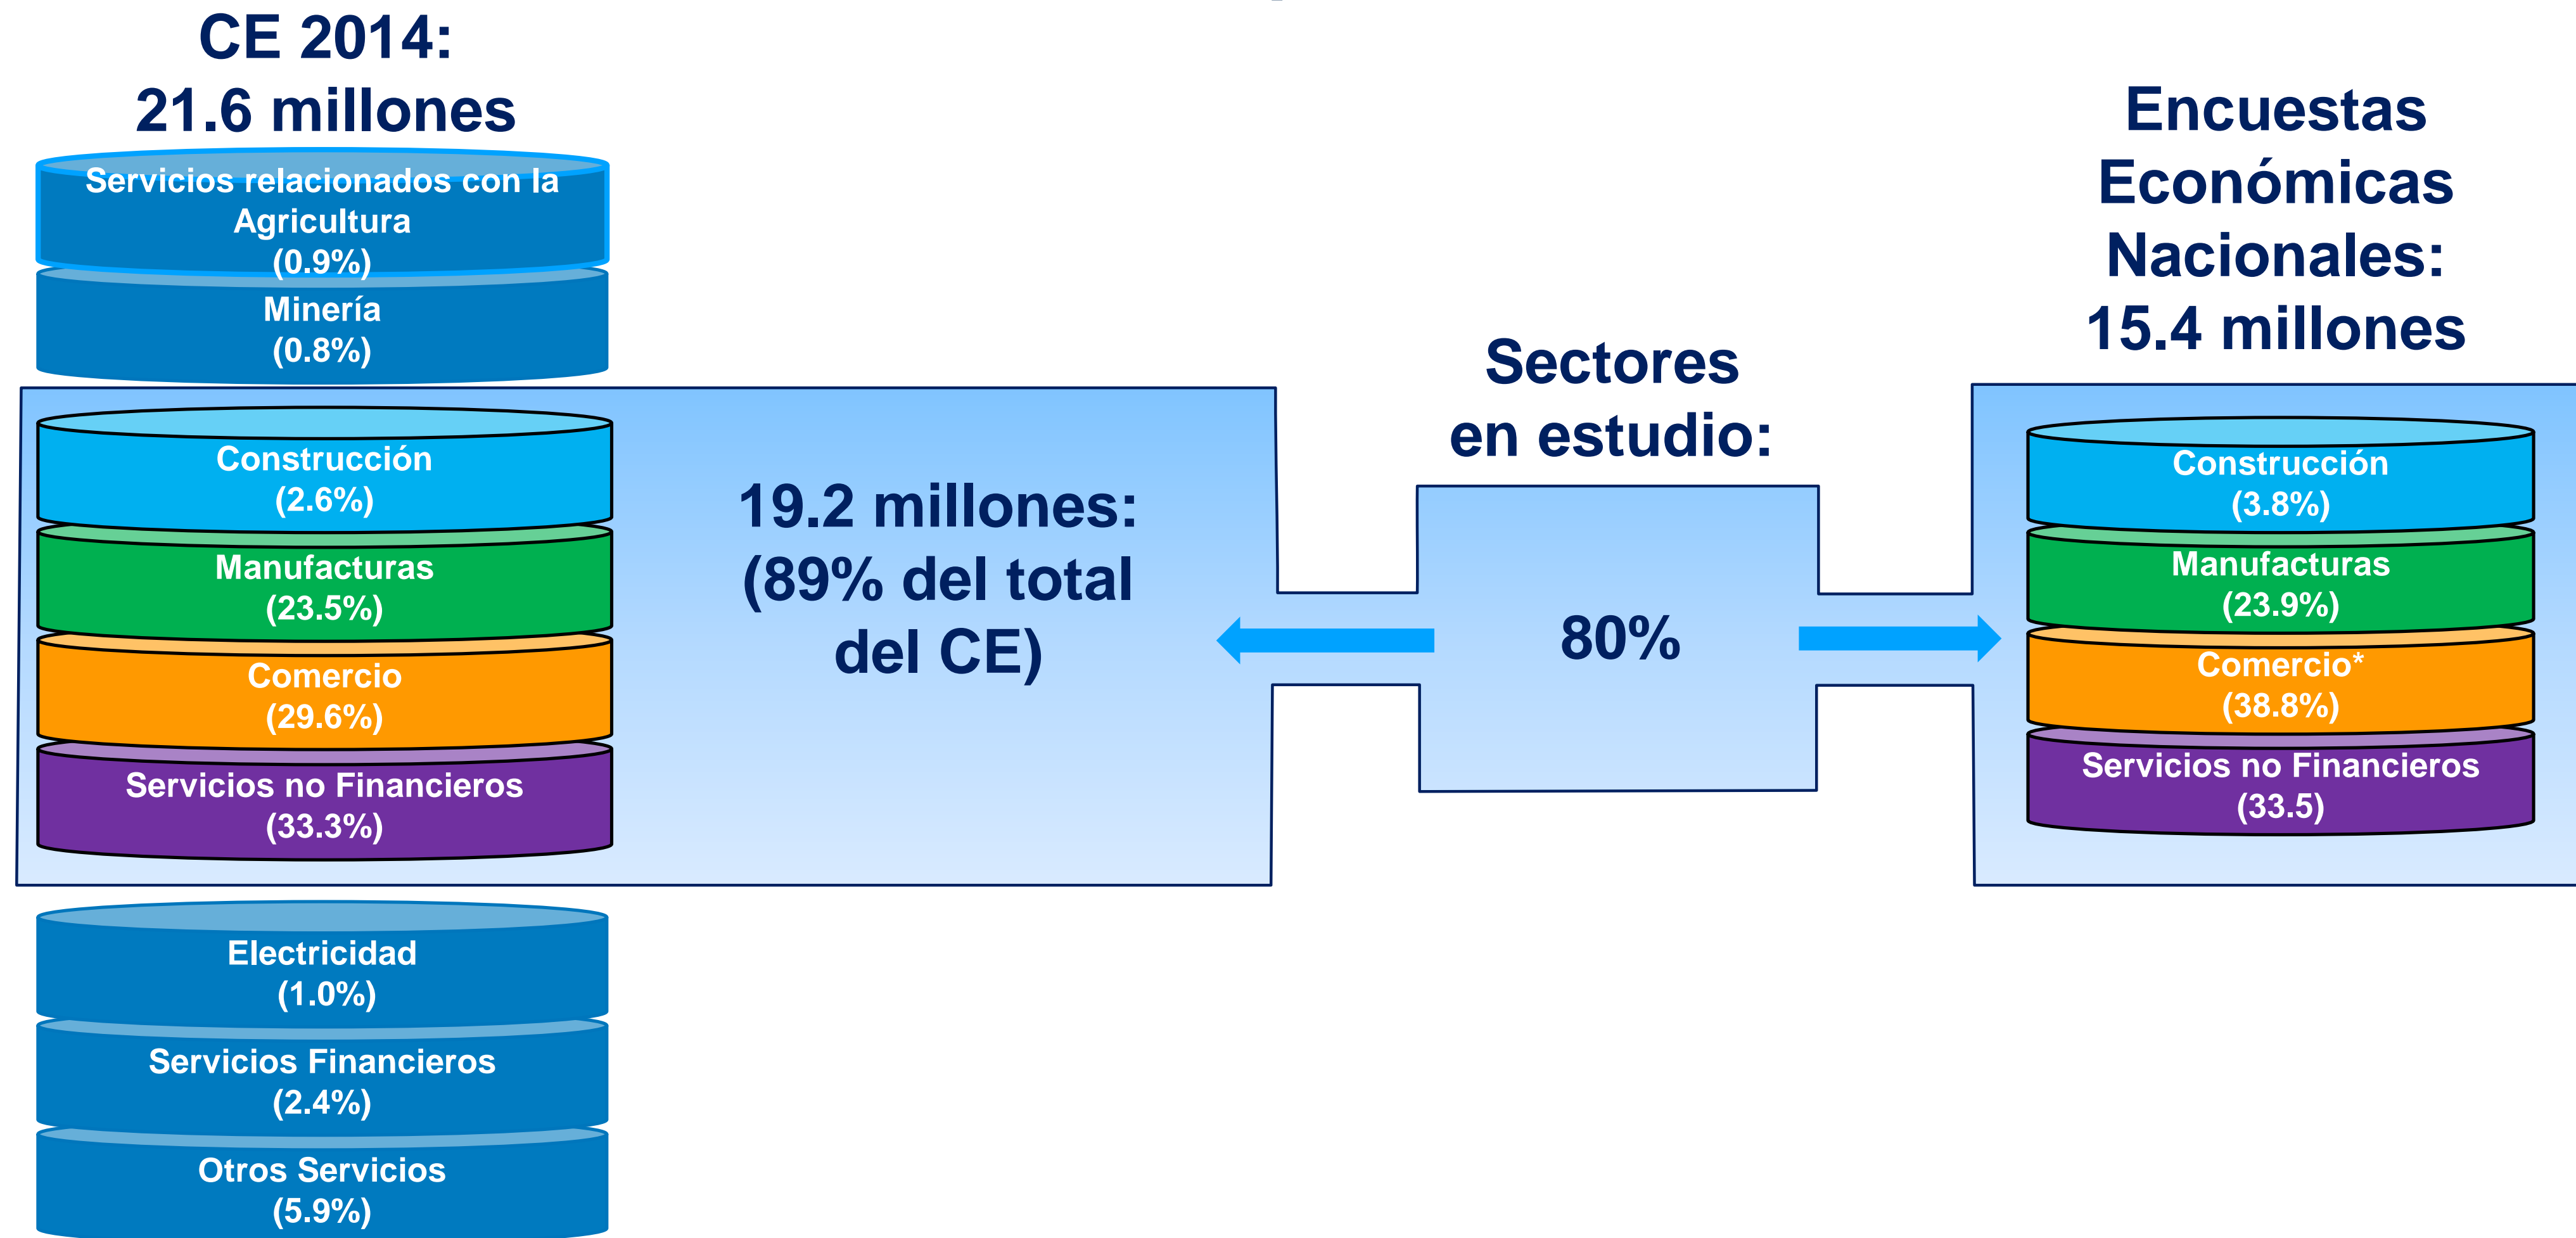 CE 2014:
21.6 millones
Servicios relacionados con la
Agricultura
(0.9%)
Minería
(0.8%)
Construcción
(2.6%)
Manufacturas
(23.5%)
Comercio
(29.6%)
Servicios no Financieros
(33.3%)
Electricidad
(1.0%)
Servicios Financieros
(2.4%)
Otros Servicios
(5.9%)
19.2 millones:
(89% del total
del CE)
Sectores
en estudio:
80%
Encuestas
Económicas
Nacionales:
15.4 millones
Construcción
(3.8%)
Manufacturas
(23.9%)
Comercio*
(38.8%)
Servicios no Financieros
(33.5)